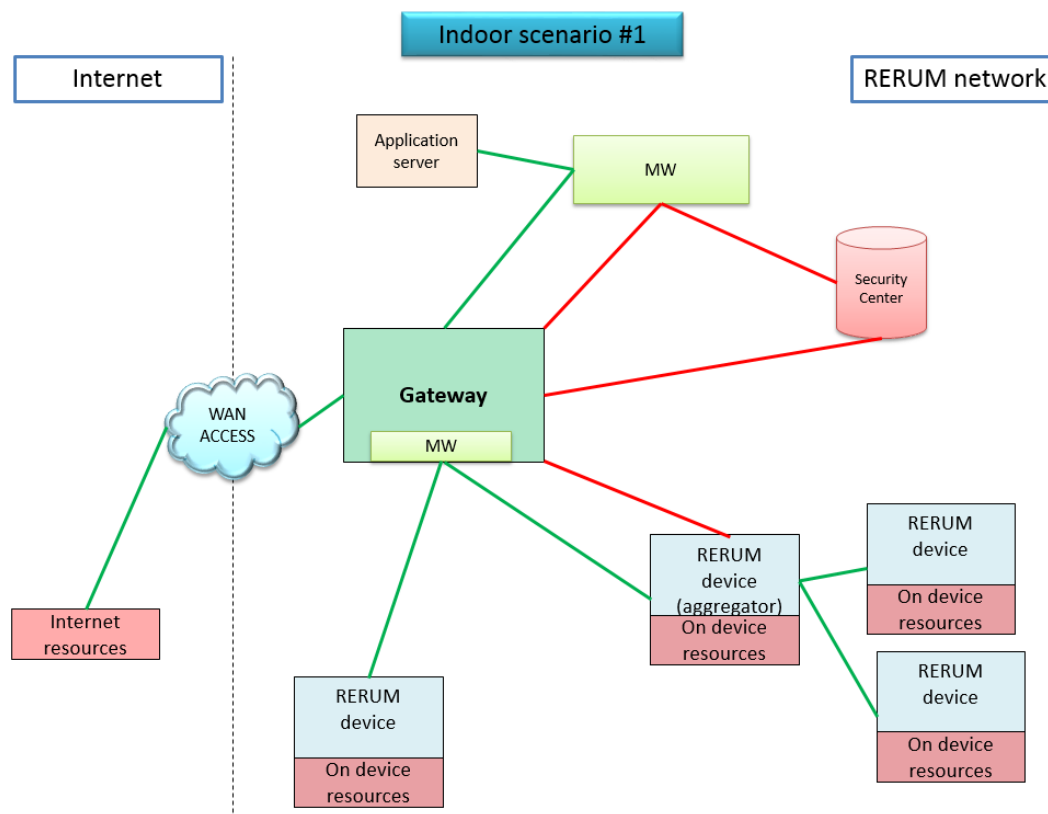 Indoor scenario #1
Internet
RERUM network
Application
server
MW
Security
Center
Gateway
MW
WAN
ACCESS
RERUM
device
(aggregator)
On device
resources
RERUM
device
On device
resources
Internet
resources
RERUM
device
On device
resources
RERUM
device
On device
resources